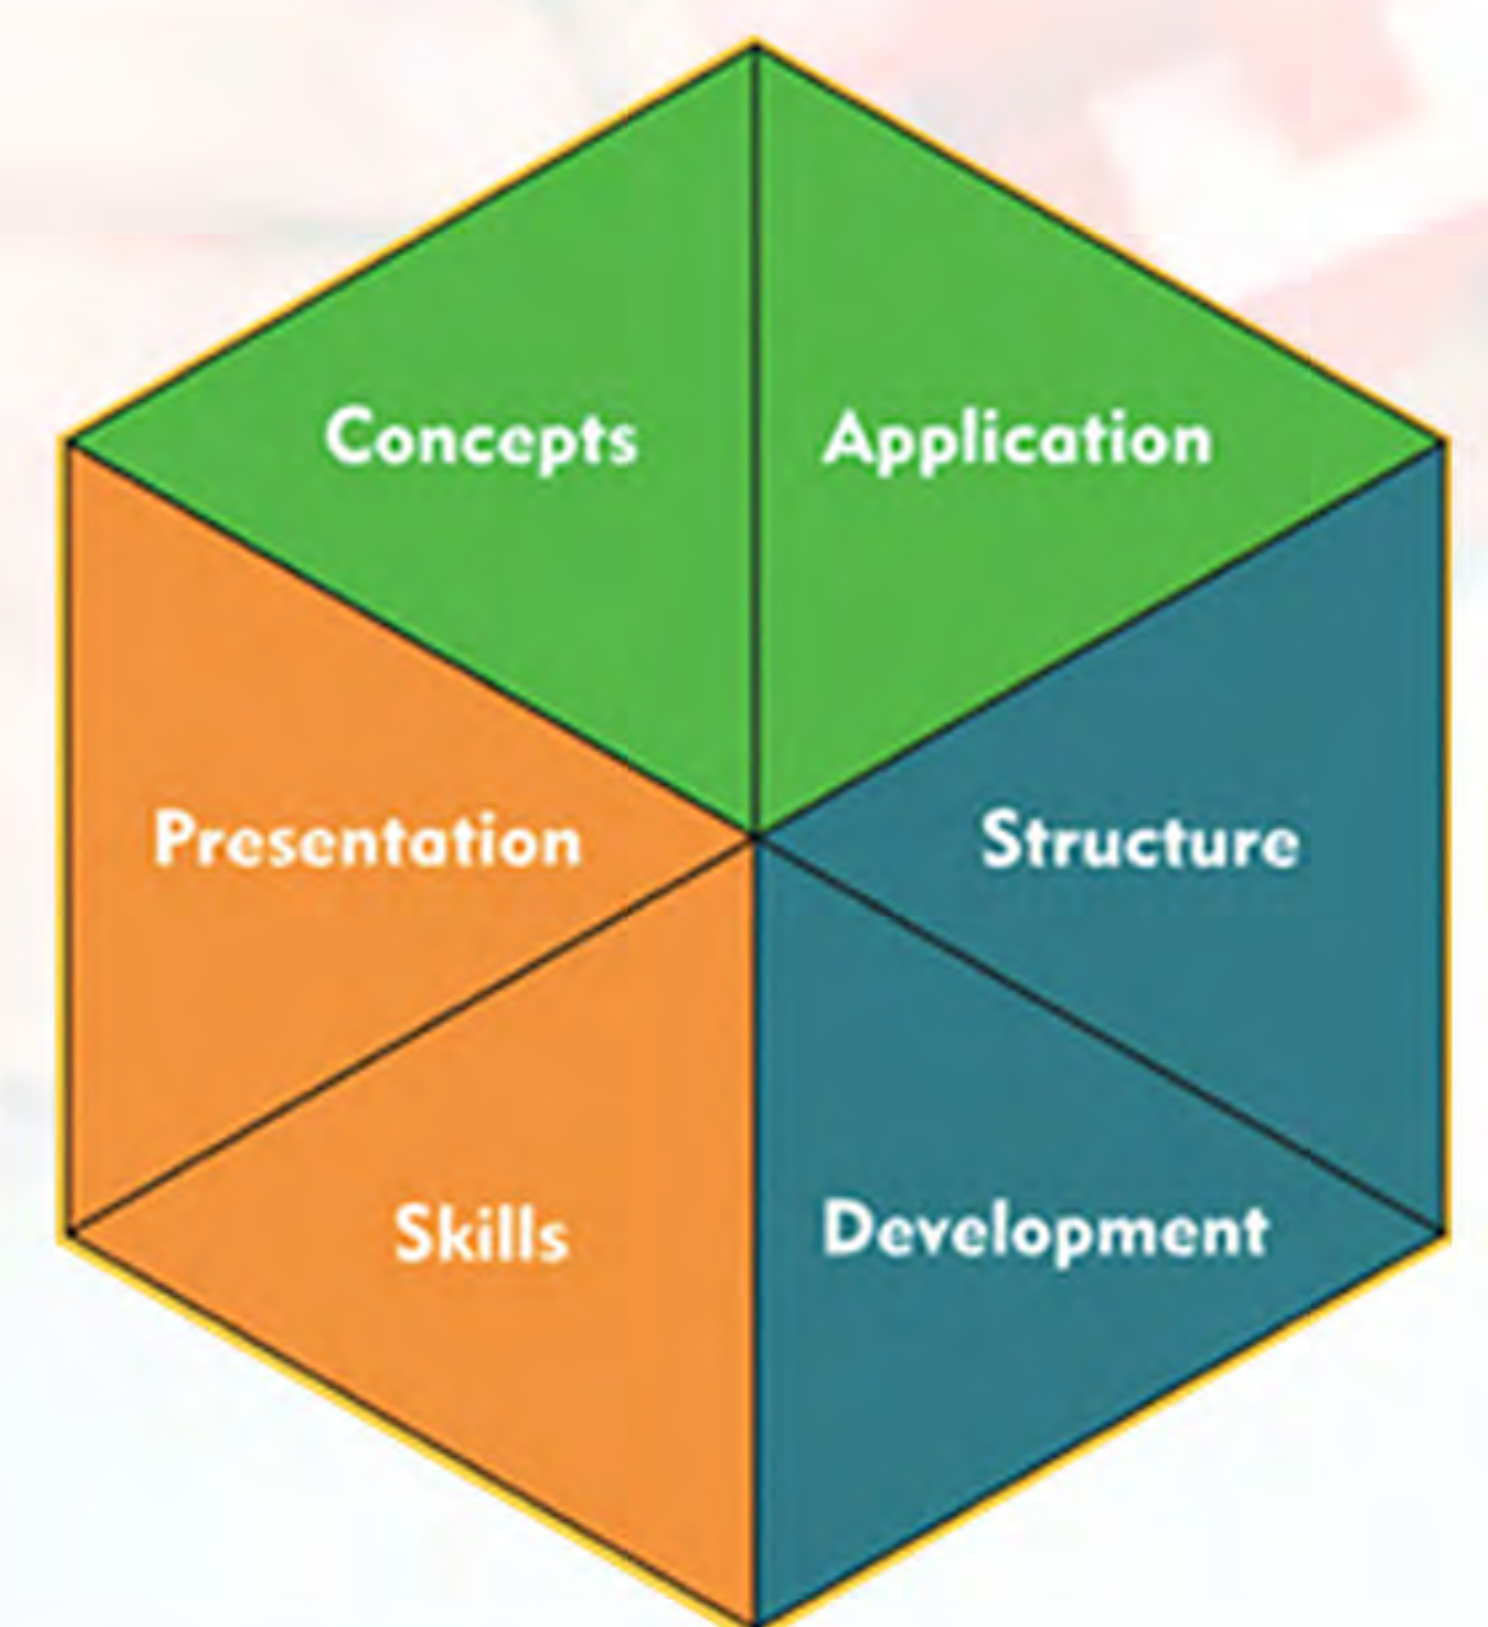 Concepts
Application
Presentation
Structure
Skills
Development